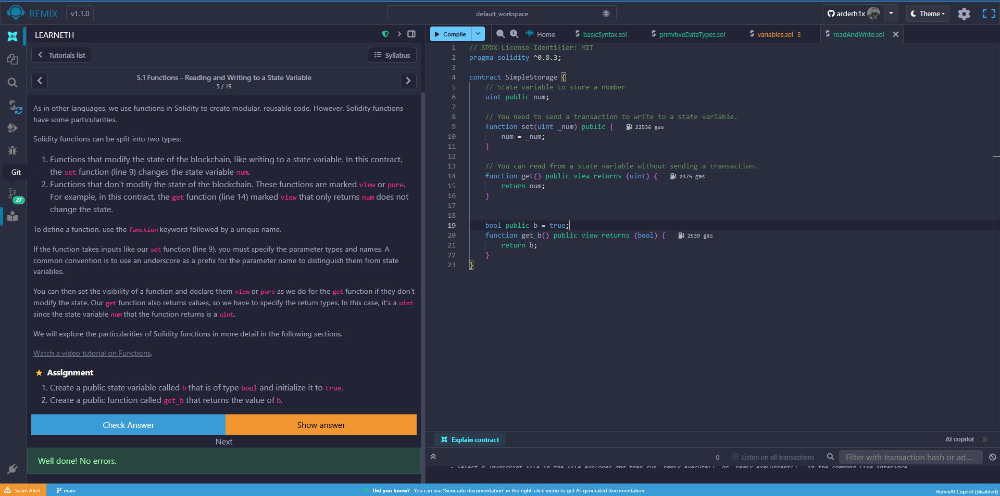 REMIX v1.1.0
default_workspace
arderh1x
Theme
LEARNETH
Tutorials list
Syllabus
5.1 Functions - Reading and Writing to a State Variable
5 / 19
As in other languages, we use functions in Solidity to create modular, reusable code. However, Solidity functions
have some particularities.
Solidity functions can be split into two types:
1. Functions that modify the state of the blockchain, like writing to a state variable. In this contract,
the set function (line 9) changes the state variable num.
2. Functions that don't modify the state of the blockchain. These functions are marked view or pure.
For example, in this contract, the get function (line 14) marked view that only returns num does not
change the state.
To define a function, use the function keyword followed by a unique name.
If the function takes inputs like our set function (line 9), you must specify the parameter types and names. A
common convention is to use an underscore as a prefix for the parameter name to distinguish them from state
variables.
You can then set the visibility of a function and declare them view or pure as we do for the get function if they don't
modify the state. Our get function also returns values, so we have to specify the return types. In this case, it's a uint
since the state variable num that the function returns is a uint.
We will explore the particularities of Solidity functions in more detail in the following sections.
Watch a video tutorial on Functions.
Assignment
1. Create a public state variable called b that is of type bool and initialize it to true.
2. Create a public function called get_b that returns the value of b.
Check Answer
Show answer
Next
Well done! No errors.
Git
27
Compile
Home
basicSyntax.sol
primitiveDataTypes.sol
variables.sol 3
readAndWrite.sol
1 // SPDX-License-Identifier: MIT
2 pragma solidity ^0.8.3;
3
4 contract SimpleStorage {
5 // State variable to store a number
6 uint public num;
7
8 // You need to send a transaction to write to a state variable.
9 function set(uint _num) public { 22536 gas
10 num = _num;
11 }
12
13 // You can read from a state variable without sending a transaction.
14 function get() public view returns (uint) { 2475 gas
15 return num;
16 }
17
18
19 bool public b = true;
20 function get_b() public view returns (bool) { 2539 gas
21 return b;
22 }
23 }
Explain contract
AI copilot
0
Listen on all transactions
Filter with transaction hash or ad...
- Select a Javascript file in the file explorer and then run `remix.execute()` or `remix.exeCurrent()` in the command line interface
Scam Alert
main
Did you know? You can use 'Generate documentation' in the right-click menu to get AI-generated documentation.
RemixAI Copilot (disabled)